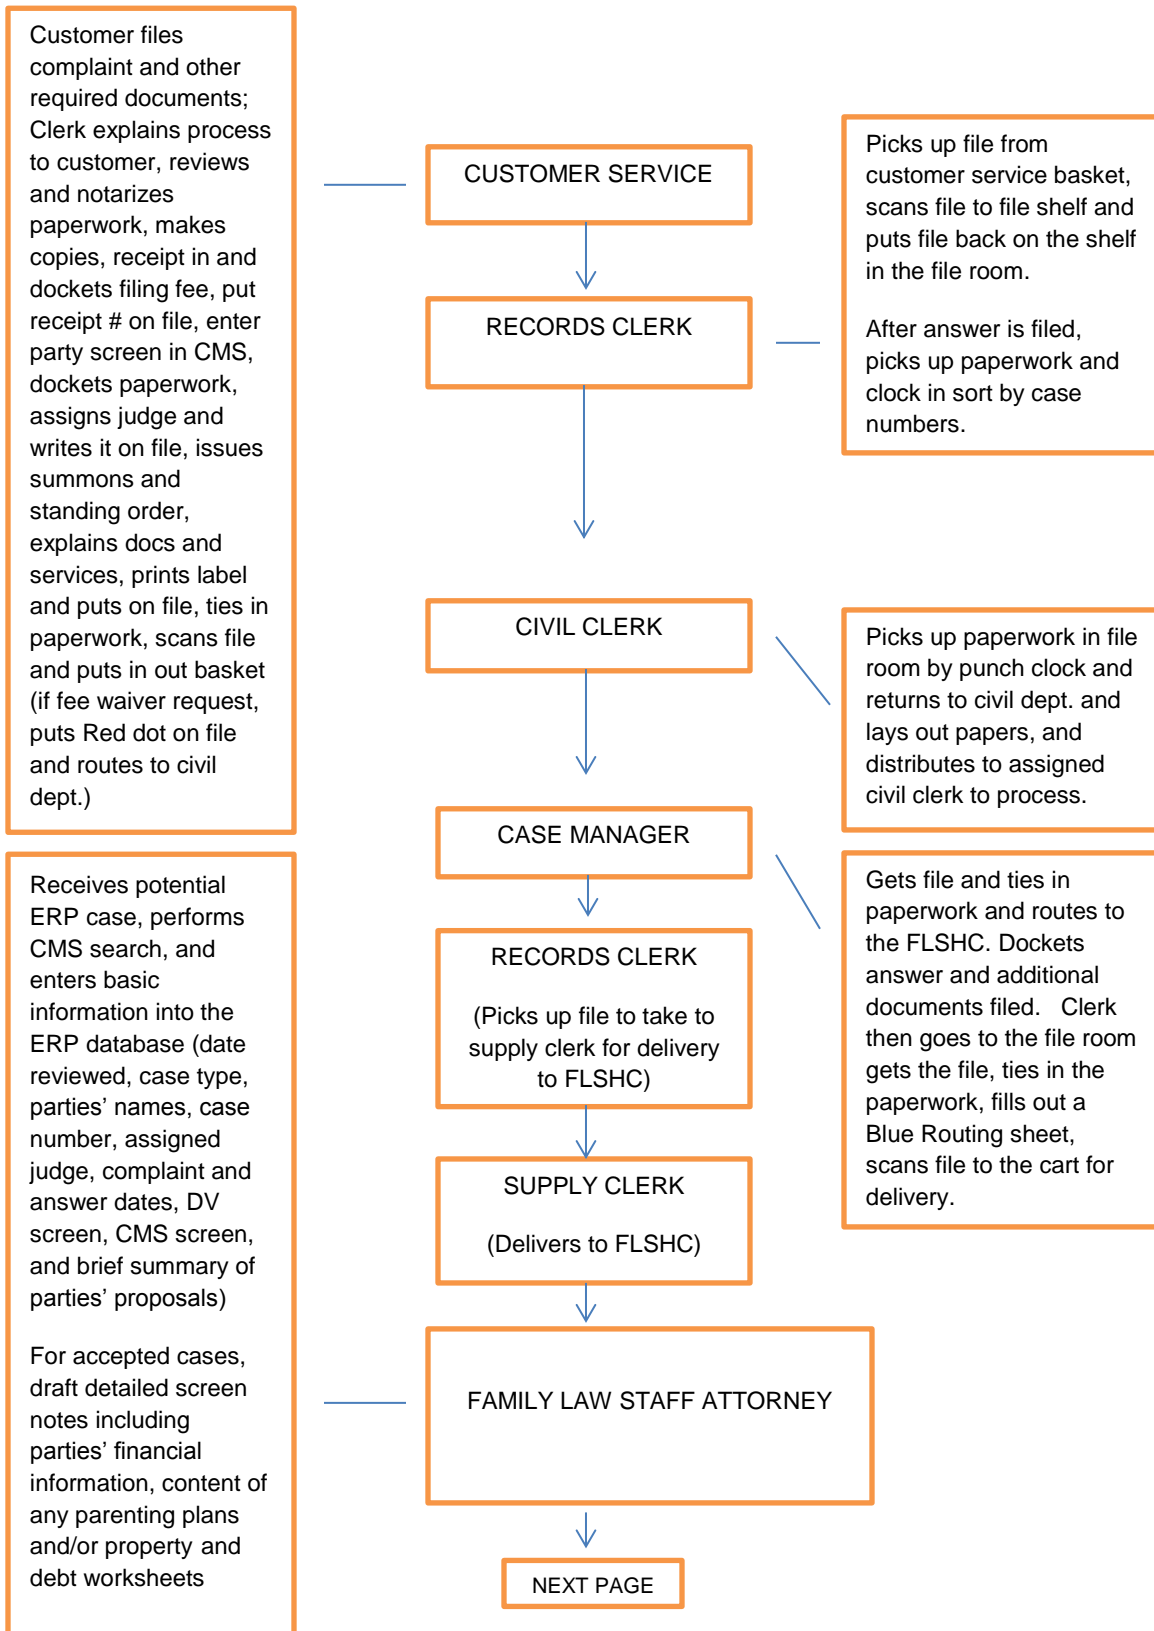 Customer files
complaint and other
required documents;
Clerk explains process
to customer, reviews
and notarizes
paperwork, makes
copies, receipt in and
dockets filing fee, put
receipt # on file, enter
party screen in CMS,
dockets paperwork,
assigns judge and
writes it on file, issues
summons and
standing order,
explains docs and
services, prints label
and puts on file, ties in
paperwork, scans file
and puts in out basket
(if fee waiver request,
puts Red dot on file
and routes to civil
dept.)
CUSTOMER SERVICE
Picks up file from
customer service basket,
scans file to file shelf and
puts file back on the shelf
in the file room.
After answer is filed,
picks up paperwork and
clock in sort by case
numbers.
RECORDS CLERK
CIVIL CLERK
Picks up paperwork in file
room by punch clock and
returns to civil dept. and
lays out papers, and
distributes to assigned
civil clerk to process.
CASE MANAGER
Gets file and ties in
paperwork and routes to
the FLSHC. Dockets
answer and additional
documents filed.   Clerk
then goes to the file room
gets the file, ties in the
paperwork, fills out a
Blue Routing sheet,
scans file to the cart for
delivery.
RECORDS CLERK
(Picks up file to take to
supply clerk for delivery
to FLSHC)
SUPPLY CLERK
(Delivers to FLSHC)
Receives potential
ERP case, performs
CMS search, and
enters basic
information into the
ERP database (date
reviewed, case type,
parties’ names, case
number, assigned
judge, complaint and
answer dates, DV
screen, CMS screen,
and brief summary of
parties’ proposals)
For accepted cases,
draft detailed screen
notes including
parties’ financial
information, content of
any parenting plans
and/or property and
debt worksheets
FAMILY LAW STAFF ATTORNEY
NEXT PAGE